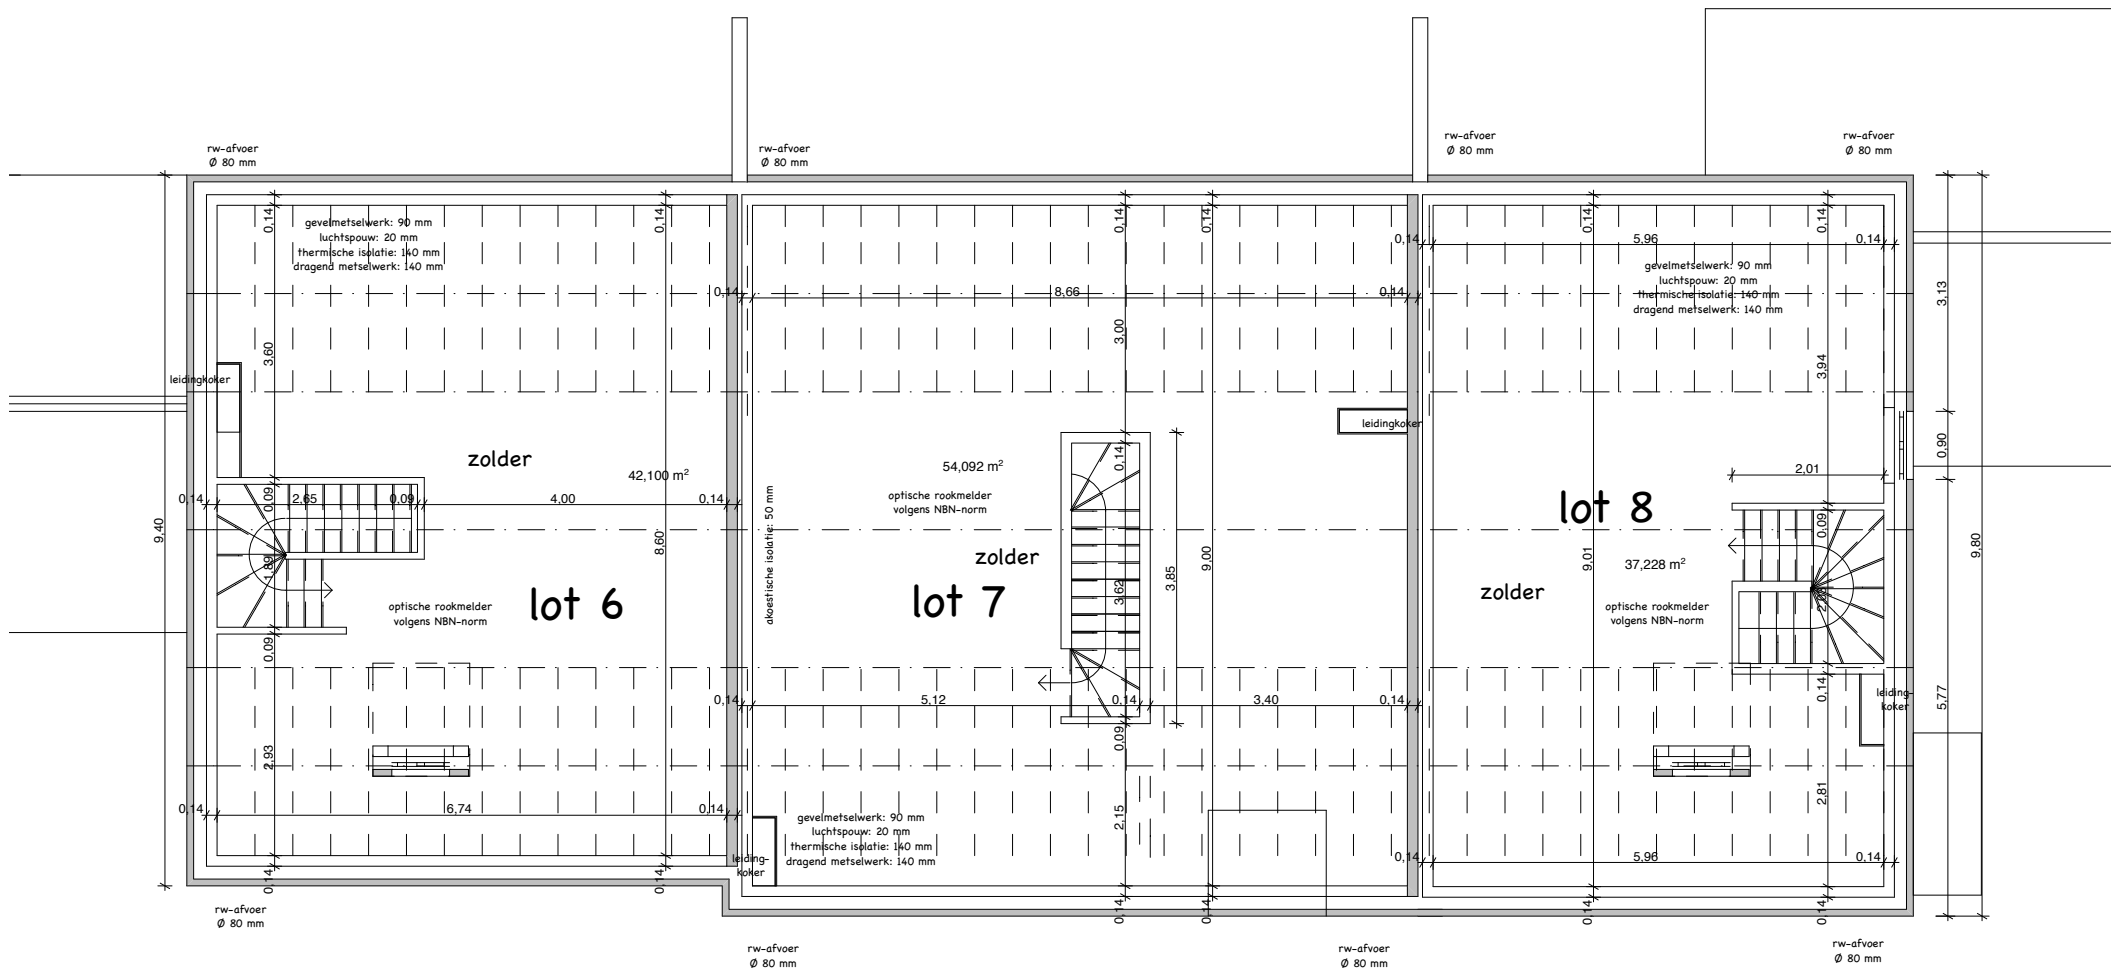 rw-afvoer
Ø 80 mm
rw-afvoer
Ø 80 mm
rw-afvoer
Ø 80 mm
rw-afvoer
Ø 80 mm
0,14
0,14
0,14
0,14
0,14
0,14
gevelmetselwerk: 90 mm
luchtspouw: 20 mm
thermische isolatie: 140 mm
dragend metselwerk: 140 mm
0,14
5,96
0,14
gevelmetselwerk: 90 mm
luchtspouw: 20 mm
thermische isolatie: 140 mm
dragend metselwerk: 140 mm
0,14
8,66
0,14
3,13
3,60
3,00
3,94
leidingkoker
leidingkoker
0,90
zolder
42,100 m²
54,092 m²
optische rookmelder
volgens NBN-norm
0,14
2,01
0,14
2,65
0,09
0,09
4,00
0,14
lot 8
0,09
9,40
8,60
1,89
akoestische isolatie: 50 mm
zolder
9,00
9,01
37,228 m²
9,80
3,85
3,62
zolder
optische rookmelder
volgens NBN-norm
lot 6
lot 7
optische rookmelder
volgens NBN-norm
0,09
0,14
5,12
0,14
3,40
0,14
0,14
leiding-
koker
5,77
2,93
0,09
2,81
0,14
6,74
0,14
2,15
gevelmetselwerk: 90 mm
luchtspouw: 20 mm
thermische isolatie: 140 mm
dragend metselwerk: 140 mm
leiding-
koker
0,14
5,96
0,14
0,14
0,14
0,14
0,14
0,14
0,14
rw-afvoer
Ø 80 mm
rw-afvoer
Ø 80 mm
rw-afvoer
Ø 80 mm
rw-afvoer
Ø 80 mm